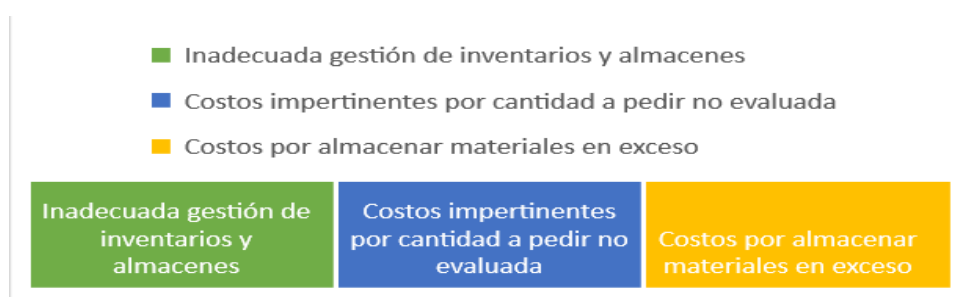 Inadecuada gestión de inventarios y almacenes
Costos impertinentes por cantidad a pedir no evaluada
Costos por almacenar materiales en exceso
Inadecuada gestión de
inventarios y
almacenes
Costos impertinentes
por cantidad a pedir no
evaluada
Costos por almacenar
materiales en exceso